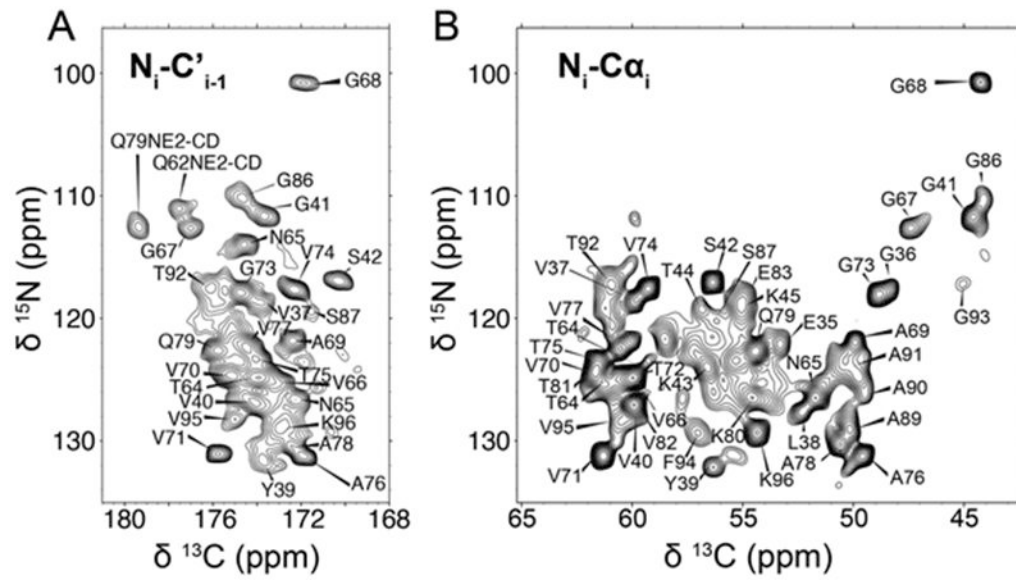 A
N_i-C'_i-1
100
110
120
130
δ ¹⁵N (ppm)
180
176
172
168
δ ¹³C (ppm)
G68
Q79NE2-CD
Q62NE2-CD
G86
G41
G67
N65
V74
T92
G73
S42
V37
S87
Q79
V77
A69
V70
T75
T64
V66
V40
N65
V95
K96
V71
A78
Y39
A76
B
N_i-Cα_i
100
110
120
130
δ ¹⁵N (ppm)
65
60
55
50
45
δ ¹³C (ppm)
G68
G86
G41
G67
T92
V74
S42
S87
G36
V37
T44
E83
G73
K45
V77
Q79
G93
T64
E35
T75
A69
V70
T72
N65
A91
T81
K43
T64
A90
V66
V95
V82
K80
L38
A89
V40
F94
A78
V71
Y39
K96
A76